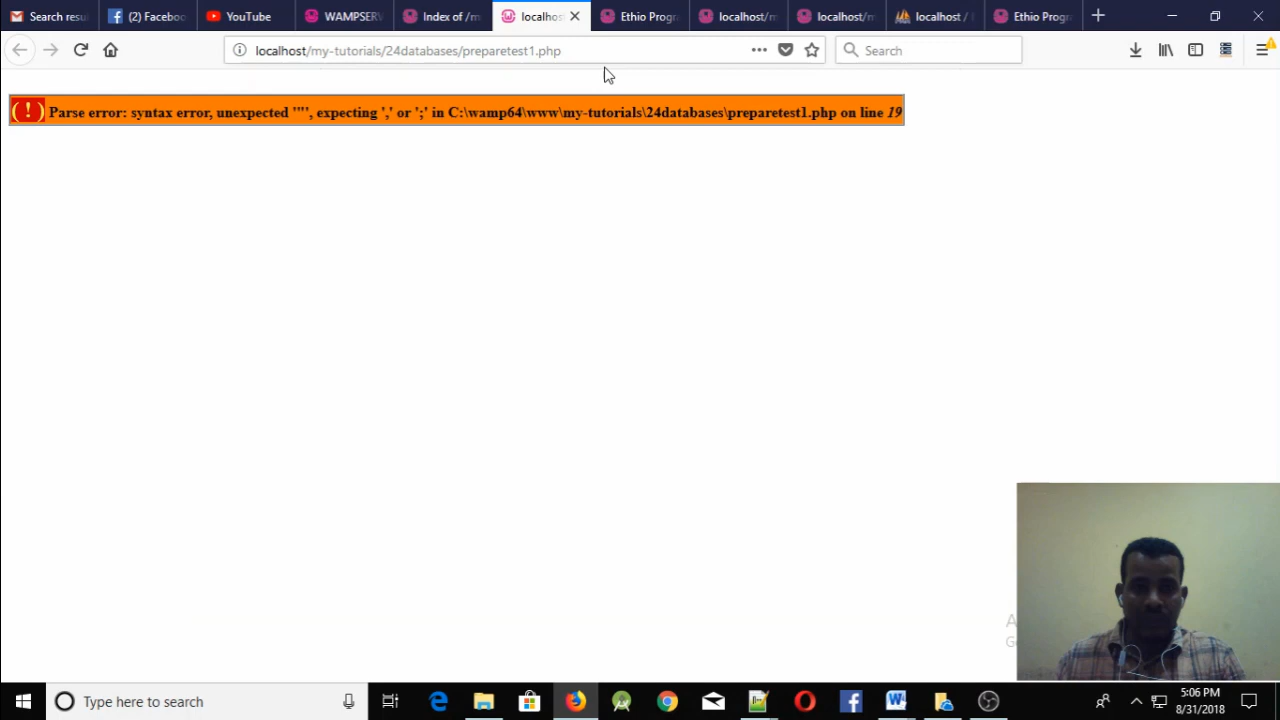 Search resul
(2) Faceboo
YouTube
WAMPSERV
Index of /m
localhos
Ethio Progr
localhost/m
localhost/m
localhost / l
Ethio Progr
localhost/my-tutorials/24databases/preparetest1.php
Search
( ! ) Parse error: syntax error, unexpected '"', expecting ',' or ';' in C:\wamp64\www\my-tutorials\24databases\preparetest1.php on line 19
Type here to search
5:06 PM
8/31/2018